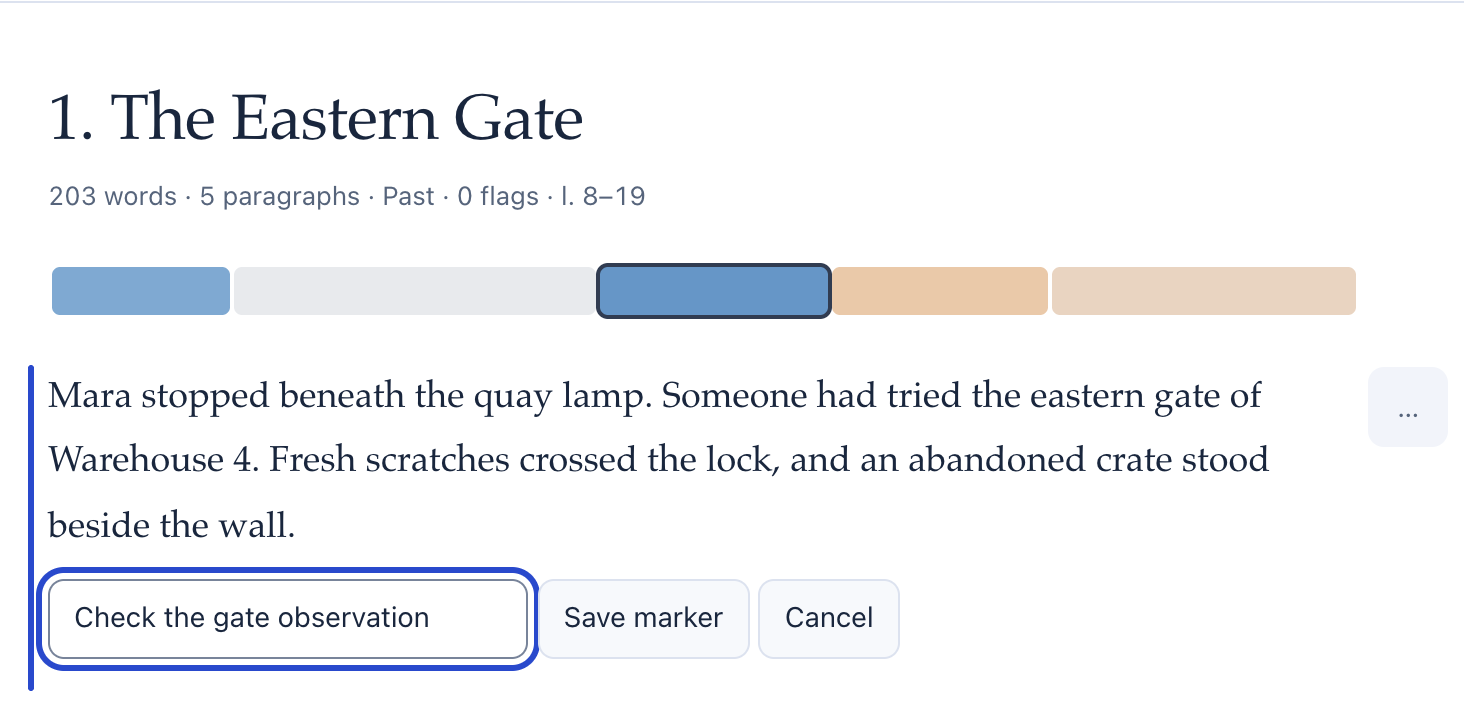 1. The Eastern Gate
203 words · 5 paragraphs · Past · 0 flags · l. 8–19
Mara stopped beneath the quay lamp. Someone had tried the eastern gate of
Warehouse 4. Fresh scratches crossed the lock, and an abandoned crate stood
beside the wall.
...
Check the gate observation Save marker Cancel